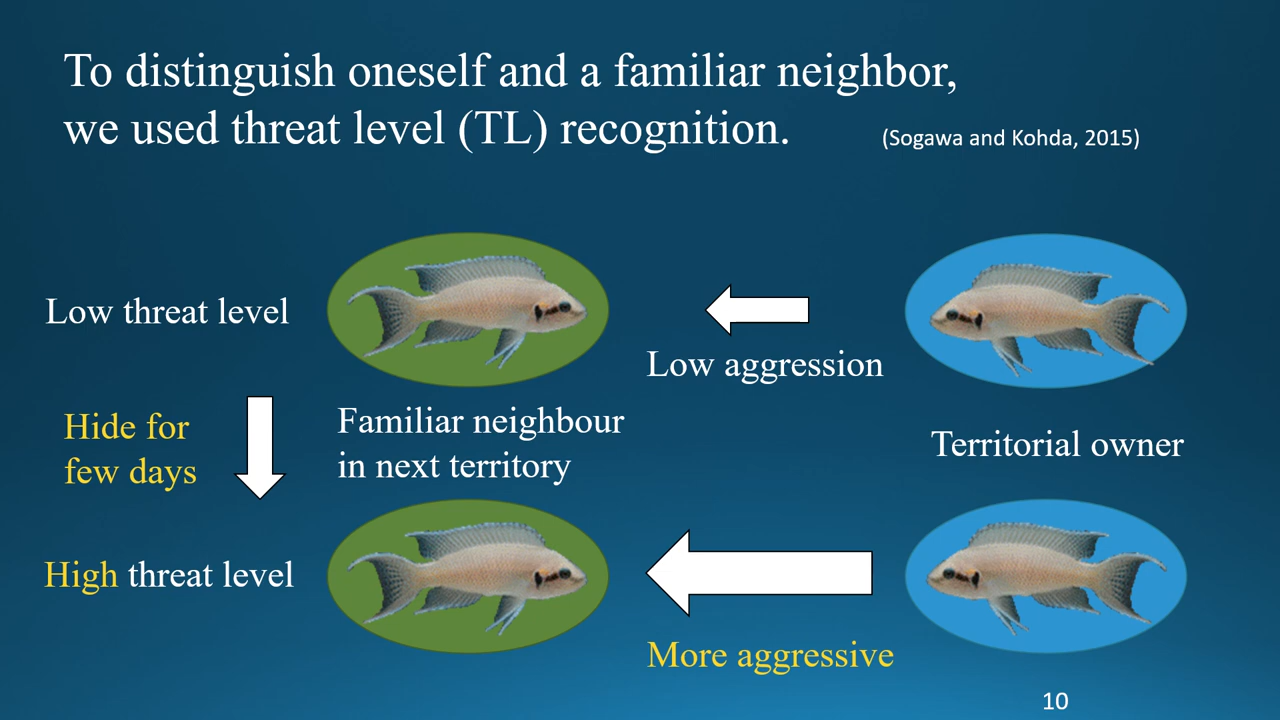 To distinguish oneself and a familiar neighbor,
we used threat level (TL) recognition.
(Sogawa and Kohda, 2015)
Low threat level
Low aggression
Hide for
few days
Familiar neighbour
in next territory
Territorial owner
High threat level
More aggressive
10